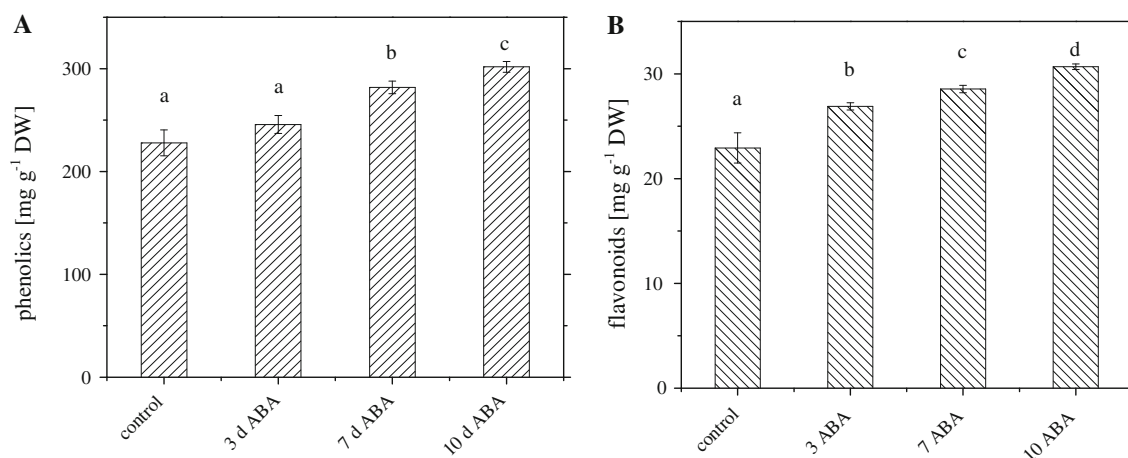 A
phenolics [mg g-1 DW]
300
200
100
0
a
a
b
c
control
3 d ABA
7 d ABA
10 d ABA
B
flavonoids [mg g-1 DW]
30
20
10
0
a
b
c
d
control
3 ABA
7 ABA
10 ABA